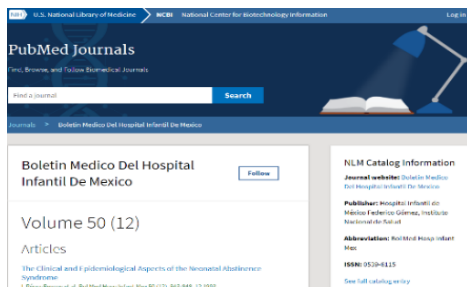 NIH U.S. National Library of Medicine NCBI National Center for Biotechnology Information Log in
PubMed Journals
Find, Browse, and Follow Biomedical Journals
Find a journal Search
Journals > Boletin Medico Del Hospital Infantil De Mexico
Boletin Medico Del Hospital
Infantil De Mexico
Follow
Volume 50 (12)
Articles
The Clinical and Epidemiological Aspects of the Neonatal Abstinence
Syndrome
NLM Catalog Information
Journal website: Boletin Medico
Del Hospital Infantil De Mexico
Publisher: Hospital Infantil de
México Federico Gómez, Instituto
Nacional de Salud
Abbreviation: Bol Med Hosp Infant
Mex
ISSN: 0539-6115
See full catalog entry